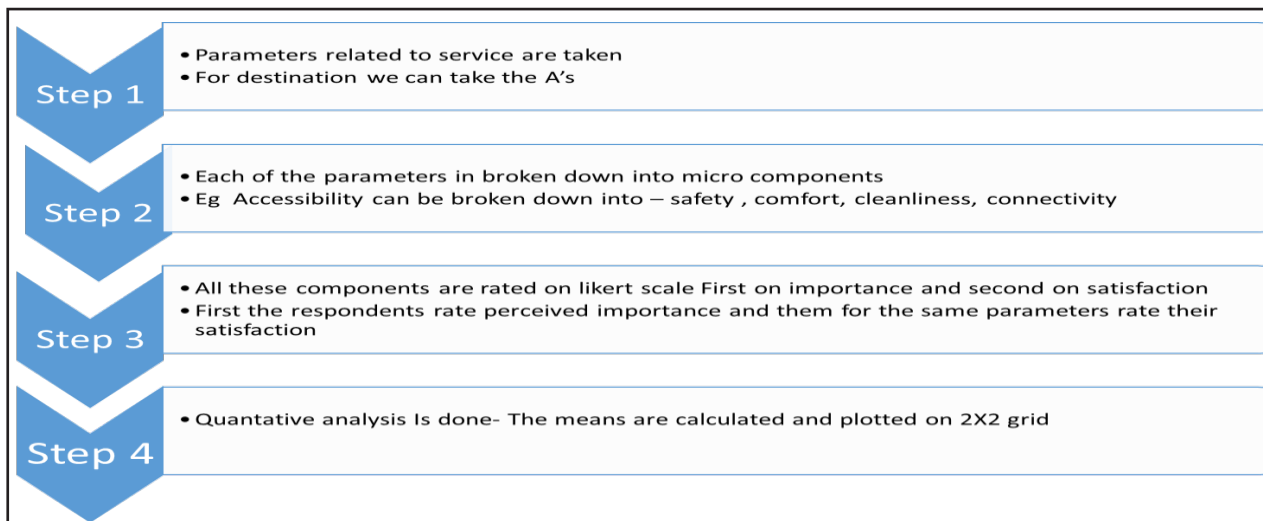 Step 1
• Parameters related to service are taken
• For destination we can take the A's
Step 2
• Each of the parameters in broken down into micro components
• Eg Accessibility can be broken down into – safety , comfort, cleanliness, connectivity
Step 3
• All these components are rated on likert scale First on importance and second on satisfaction
• First the respondents rate perceived importance and them for the same parameters rate their
satisfaction
Step 4
• Quantative analysis Is done- The means are calculated and plotted on 2X2 grid